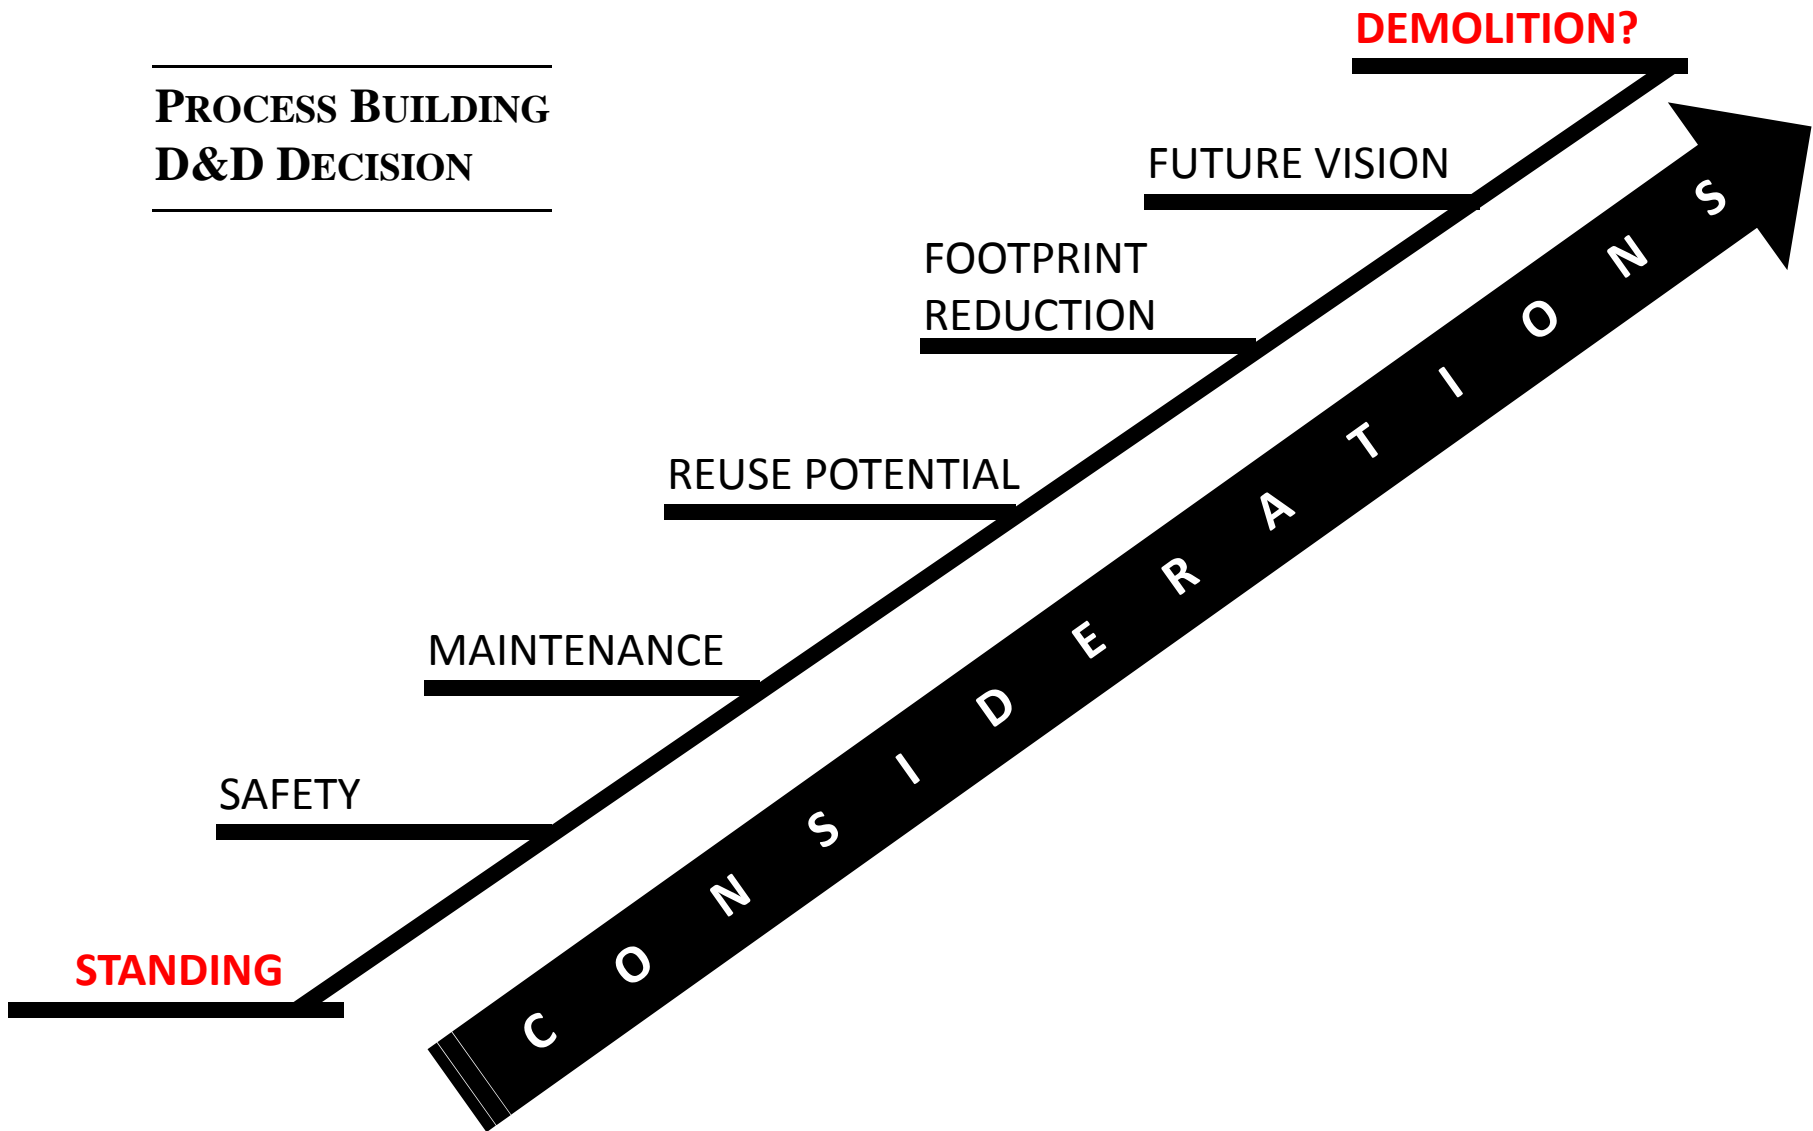 PROCESS BUILDING
D&D DECISION
DEMOLITION?
FUTURE VISION
FOOTPRINT
REDUCTION
REUSE POTENTIAL
MAINTENANCE
SAFETY
STANDING
CONSIDERATIONS